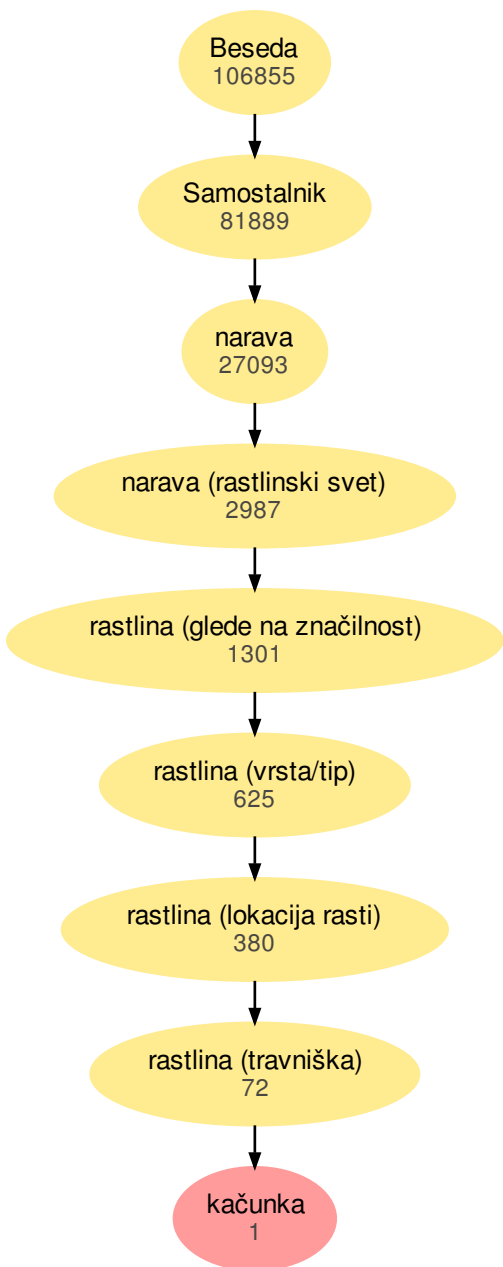 Beseda
106855
Samostalnik
81889
narava
27093
narava (rastlinski svet)
2987
rastlina (glede na značilnost)
1301
rastlina (vrsta/tip)
625
rastlina (lokacija rasti)
380
rastlina (travniška)
72
kačunka
1